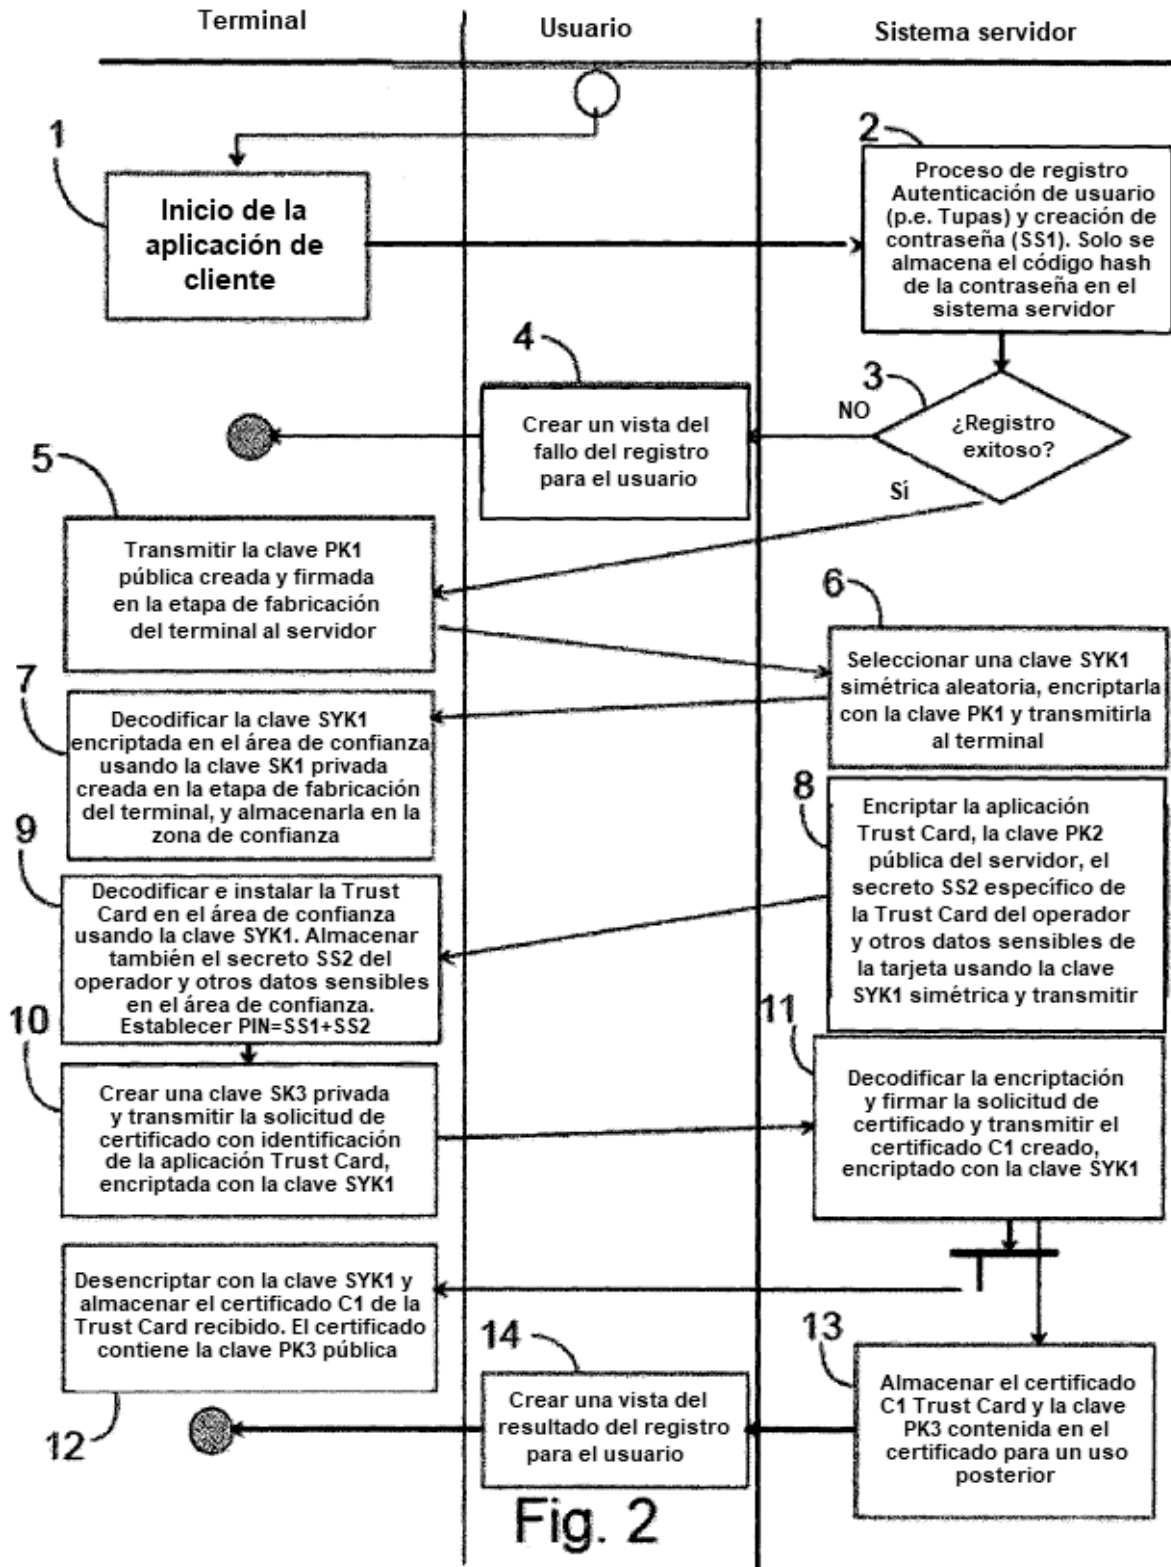 Terminal
Usuario
Sistema servidor
1
Inicio de la
aplicación de
cliente
2
Proceso de registro
Autenticación de usuario
(p.e. Tupas) y creación de
contraseña (SS1). Solo se
almacena el código hash
de la contraseña en el
sistema servidor
3
¿Registro
exitoso?
NO
Sí
4
Crear un vista del
fallo del registro
para el usuario
5
Transmitir la clave PK1
pública creada y firmada
en la etapa de fabricación
del terminal al servidor
6
Seleccionar una clave SYK1
simétrica aleatoria, encriptarla
con la clave PK1 y transmitirla
al terminal
7
Decodificar la clave SYK1
encriptada en el área de confianza
usando la clave SK1 privada
creada en la etapa de fabricación
del terminal, y almacenarla en la
zona de confianza
8
Encriptar la aplicación
Trust Card, la clave PK2
pública del servidor, el
secreto SS2 específico de
la Trust Card del operador
y otros datos sensibles de
la tarjeta usando la clave
SYK1 simétrica y transmitir
9
Decodificar e instalar la Trust
Card en el área de confianza
usando la clave SYK1. Almacenar
también el secreto SS2 del
operador y otros datos sensibles
en el área de confianza.
Establecer PIN=SS1+SS2
10
Crear una clave SK3 privada
y transmitir la solicitud de
certificado con identificación
de la aplicación Trust Card,
encriptada con la clave SYK1
11
Decodificar la encriptación
y firmar la solicitud de
certificado y transmitir el
certificado C1 creado,
encriptado con la clave SYK1
Desencriptar con la clave SYK1 y
almacenar el certificado C1 de la
Trust Card recibido. El certificado
contiene la clave PK3 pública
12
13
Almacenar el certificado
C1 Trust Card y la clave
PK3 contenida en el
certificado para un uso
posterior
14
Crear una vista del
resultado del registro
para el usuario
Fig. 2